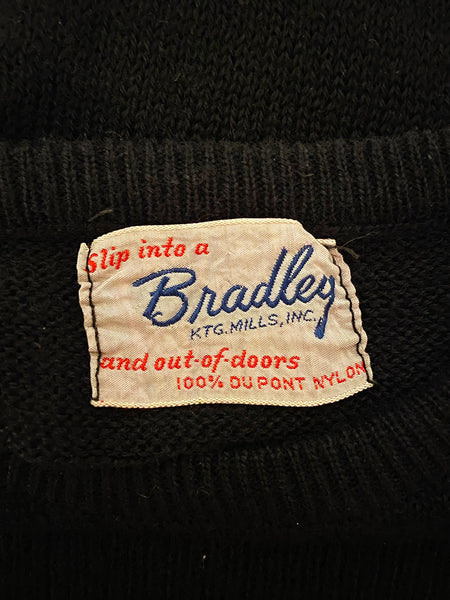 Slip into a
Bradley
KTG. MILLS, INC.
and out-of-doors
100% DU PONT NYLON